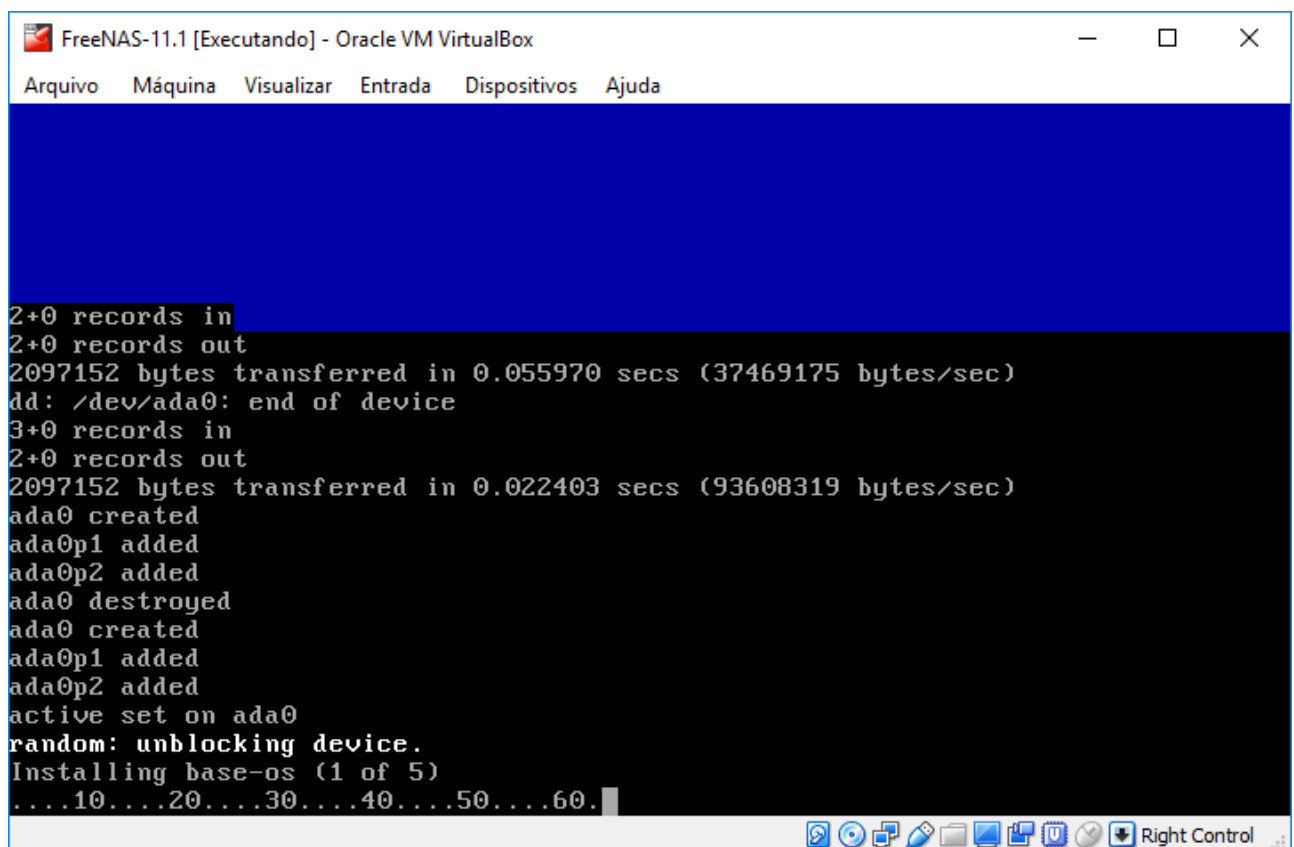 FreeNAS-11.1 [Executando] - Oracle VM VirtualBox
Arquivo Máquina Visualizar Entrada Dispositivos Ajuda
2+0 records in
2+0 records out
2097152 bytes transferred in 0.055970 secs (37469175 bytes/sec)
dd: /dev/ada0: end of device
3+0 records in
2+0 records out
2097152 bytes transferred in 0.022403 secs (93608319 bytes/sec)
ada0 created
ada0p1 added
ada0p2 added
ada0 destroyed
ada0 created
ada0p1 added
ada0p2 added
active set on ada0
random: unblocking device.
Installing base-os (1 of 5)
....10....20....30....40....50....60.
Right Control